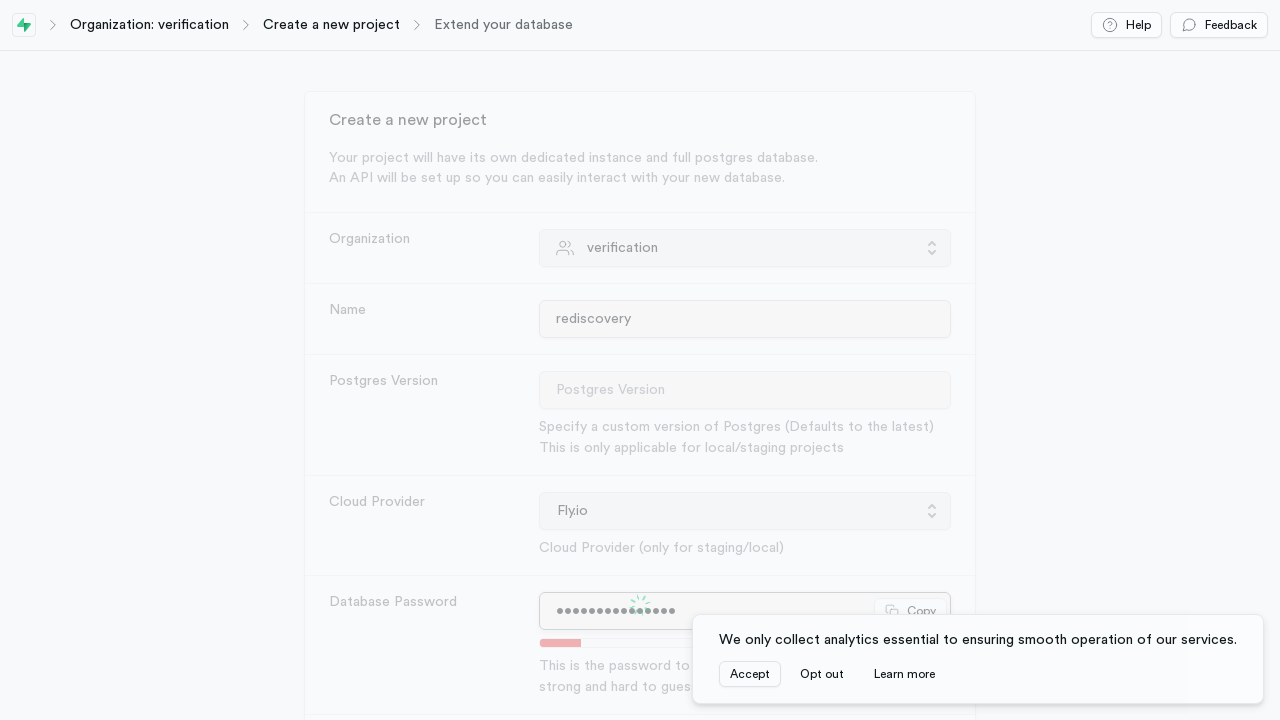 Organization: verification
Create a new project
Extend your database
Help
Feedback
Create a new project
Your project will have its own dedicated instance and full postgres database.
An API will be set up so you can easily interact with your new database.
Organization
verification
Name
rediscovery
Postgres Version
Postgres Version
Specify a custom version of Postgres (Defaults to the latest)
This is only applicable for local/staging projects
Cloud Provider
Fly.io
Cloud Provider (only for staging/local)
Database Password
Copy
This is the password to
strong and hard to gues
We only collect analytics essential to ensuring smooth operation of our services.
Accept
Opt out
Learn more